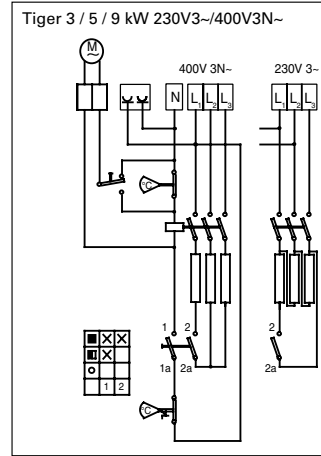 Tiger 3 / 5 / 9 kW 230V3~/400V3N~
M
~
400V 3N~
230V 3~
N
L1 L2 L3
L1 L2 L3
°C
1 2
2
1a 2a
2a
1 2
°C